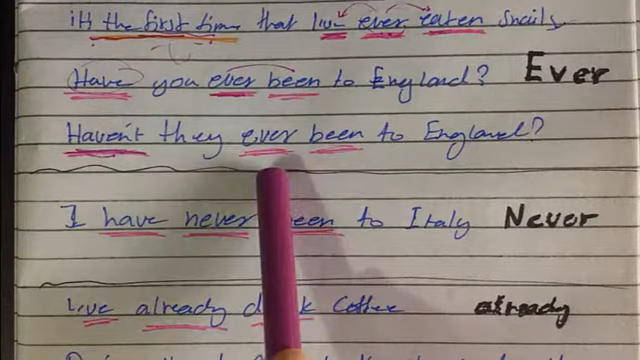 it's the first time that I've ever eaten snails
Have you ever been to England? Ever
Haven't they ever been to England?
I have never been to Italy Never
I've already Coffee already